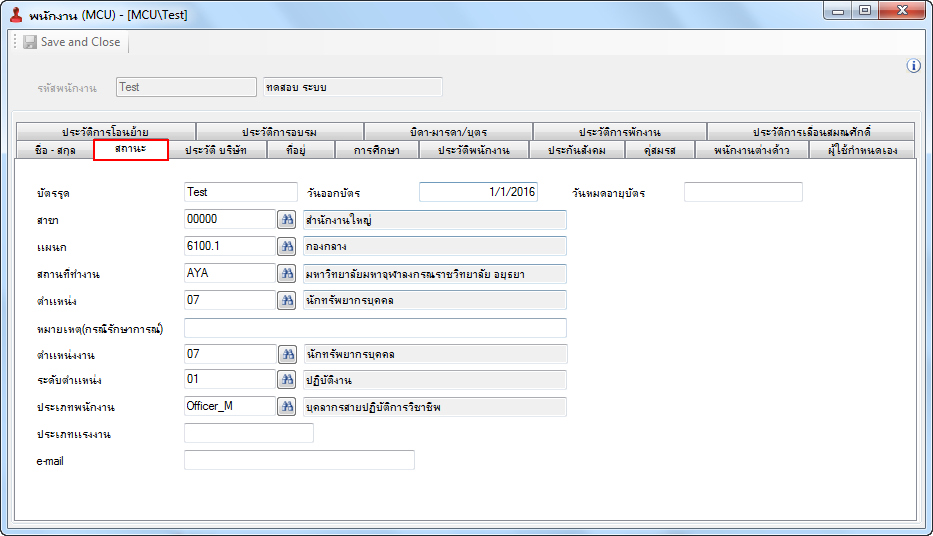 พนักงาน (MCU) - [MCU\Test]
Save and Close
รหัสพนักงาน Test ทดสอบ ระบบ
ประวัติการโอนย้าย ประวัติการอบรม บิดา-มารดา/บุตร ประวัติการพักงาน ประวัติการเลื่อนสมณศักดิ์
ชื่อ - สกุล สถานะ ประวัติ บริษัท ที่อยู่ การศึกษา ประวัติพนักงาน ประกันสังคม คู่สมรส พนักงานต่างด้าว ผู้ใช้กำหนดเอง
บัตรรูด Test วันออกบัตร 1/1/2016 วันหมดอายุบัตร
สาขา 00000 สำนักงานใหญ่
แผนก 6100.1 กองกลาง
สถานที่ทำงาน AYA มหาวิทยาลัยมหาจุฬาลงกรณราชวิทยาลัย อยุธยา
ตำแหน่ง 07 นักทรัพยากรบุคคล
หมายเหตุ(กรณีรักษาการณ์)
ตำแหน่งงาน 07 นักทรัพยากรบุคคล
ระดับตำแหน่ง 01 ปฏิบัติงาน
ประเภทพนักงาน Officer_M บุคลากรสายปฏิบัติการวิชาชีพ
ประเภทแรงงาน
e-mail